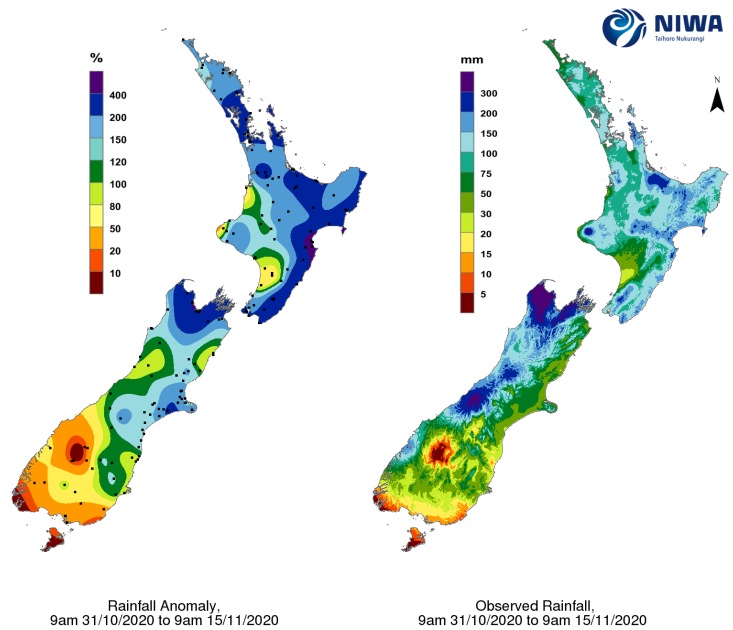 NIWA
Taihoro Nukurangi
%
400
200
150
120
100
80
50
20
10
mm
300
200
150
100
75
50
30
20
15
10
5
N
Rainfall Anomaly,
9am 31/10/2020 to 9am 15/11/2020
Observed Rainfall,
9am 31/10/2020 to 9am 15/11/2020